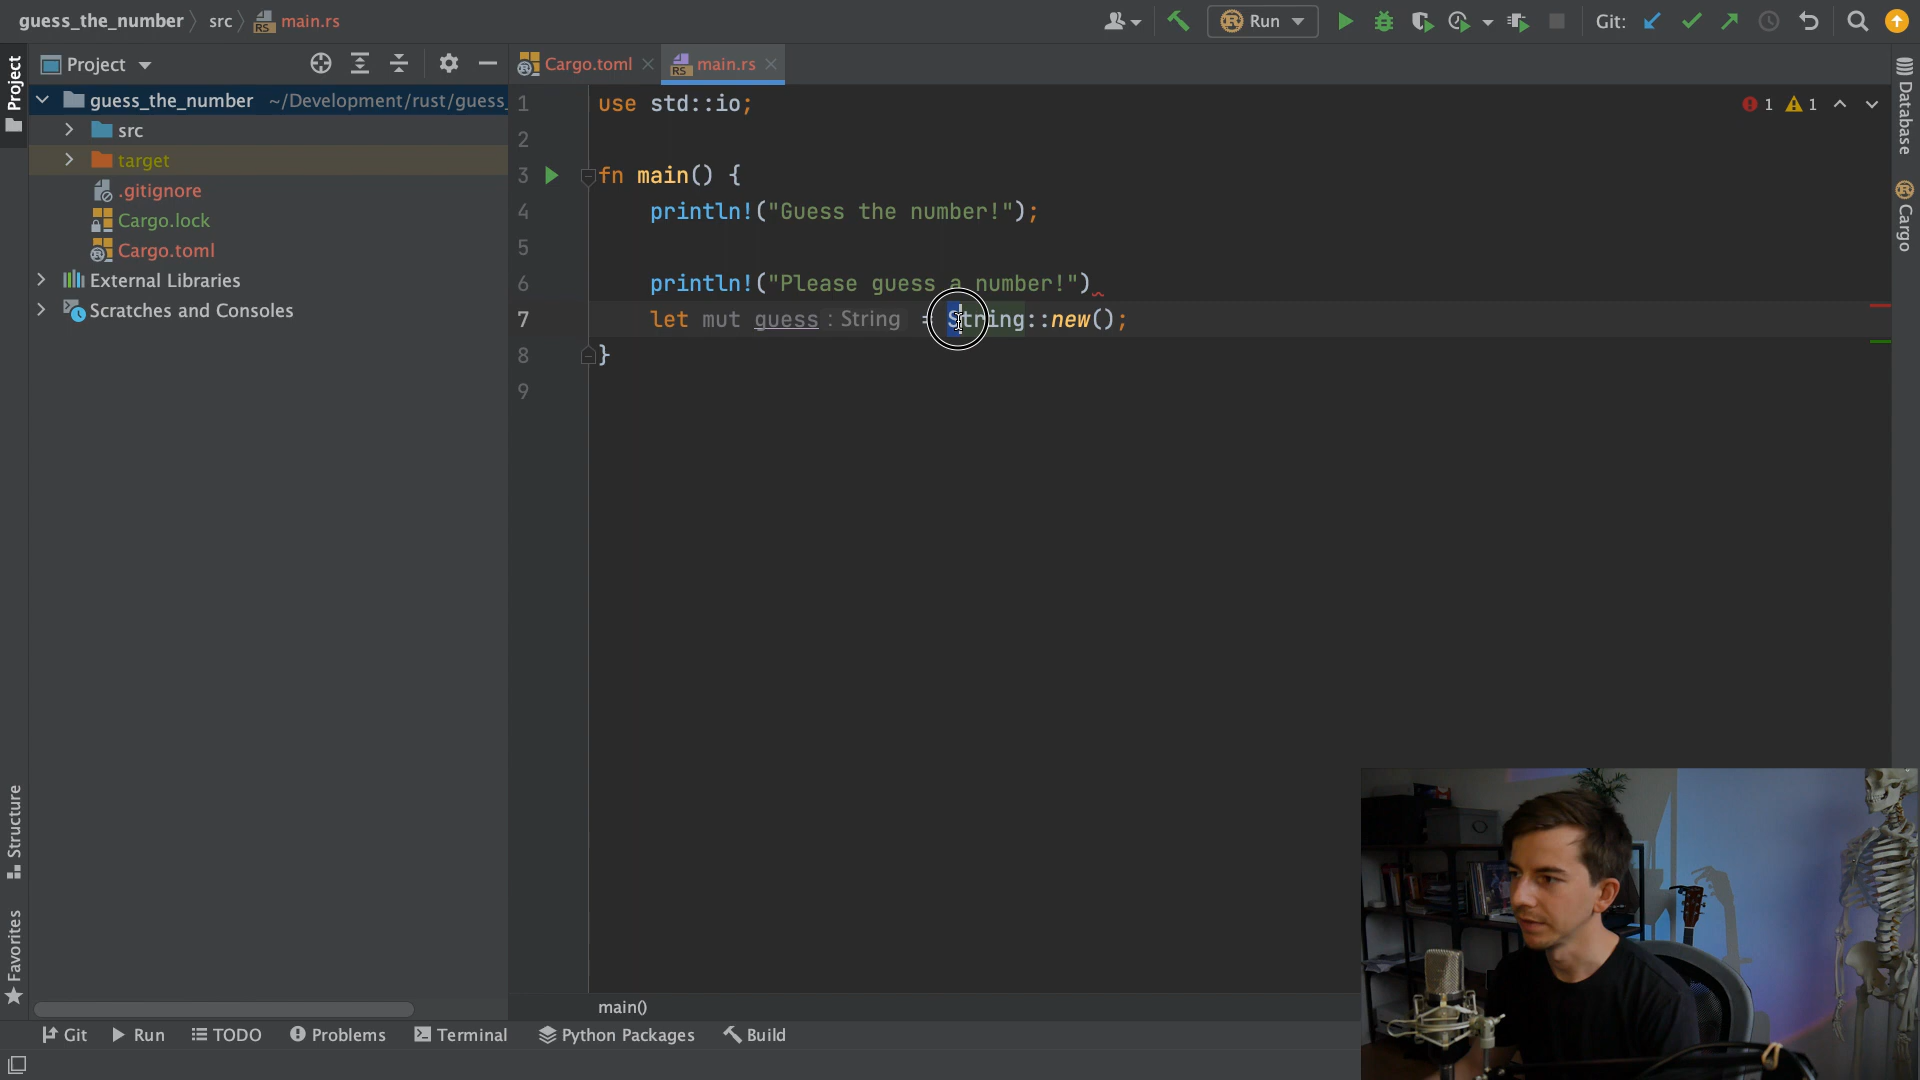 guess_the_number src main.rs
Run
Git:
Project
Cargo.toml
main.rs
Project
guess_the_number ~/Development/rust/guess_
src
target
.gitignore
Cargo.lock
Cargo.toml
External Libraries
Scratches and Consoles
1 use std::io;
2
3 fn main() {
4 println!("Guess the number!");
5
6 println!("Please guess a number!")
7 let mut guess: String = String::new();
8 }
9
1 1
Database
Cargo
Structure
Favorites
main()
Git
Run
TODO
Problems
Terminal
Python Packages
Build